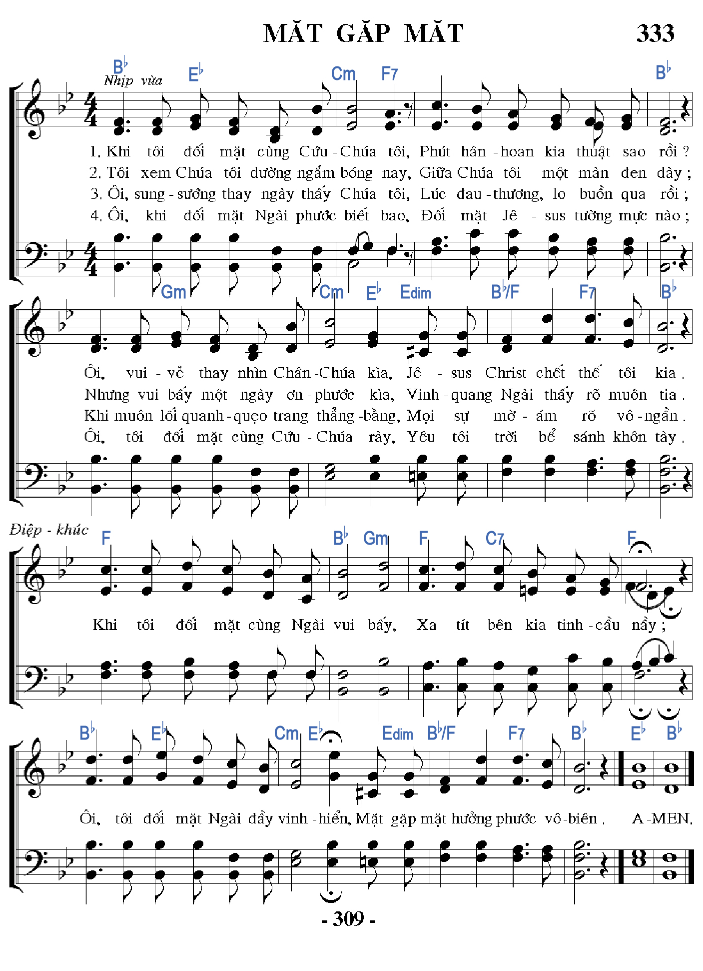 MẶT GẶP MẶT 333
B♭ E♭ Cm F7 B♭
Nhịp vừa
1. Khi tôi đối mặt cùng Cứu-Chúa tôi, Phút hân-hoan kia thuật sao rồi?
2. Tôi xem Chúa tôi dường ngắm bóng nay, Giữa Chúa tôi một màn đen dày;
3. Ôi, sung-sướng thay ngày thấy Chúa tôi, Lúc đau-thương, lo buồn qua rồi;
4. Ôi, khi đối mặt Ngài phước biết bao, Đối mặt Jê-sus tường mực nào;
Gm Cm E♭ Edim B♭/F F7 B♭
Ôi, vui-vẻ thay nhìn Chân-Chúa kìa, Jê-sus Christ chết thế tôi kia.
Nhưng vui bấy một ngày ơn phước kìa, Vinh-quang Ngài thấy rõ muôn tia.
Khi muôn lối quanh-quẹo trang thẳng-bằng, Mọi sự mờ-ám rõ vô-ngần.
Ôi, tôi đối mặt cùng Cứu-Chúa rày, Yêu tôi trời bể sánh khôn tày.
Điệp-khúc
F B♭ Gm F C7 F
Khi tôi đối mặt cùng Ngài vui bấy, Xa tít bên kia tinh-cầu nầy;
B♭ E♭ Cm E♭ Edim B♭/F F7 B♭ E♭ B♭
Ôi, tôi đối mặt Ngài đầy vinh-hiển, Mặt gặp mặt hưởng phước vô-biên. A-MEN.
- 309 -